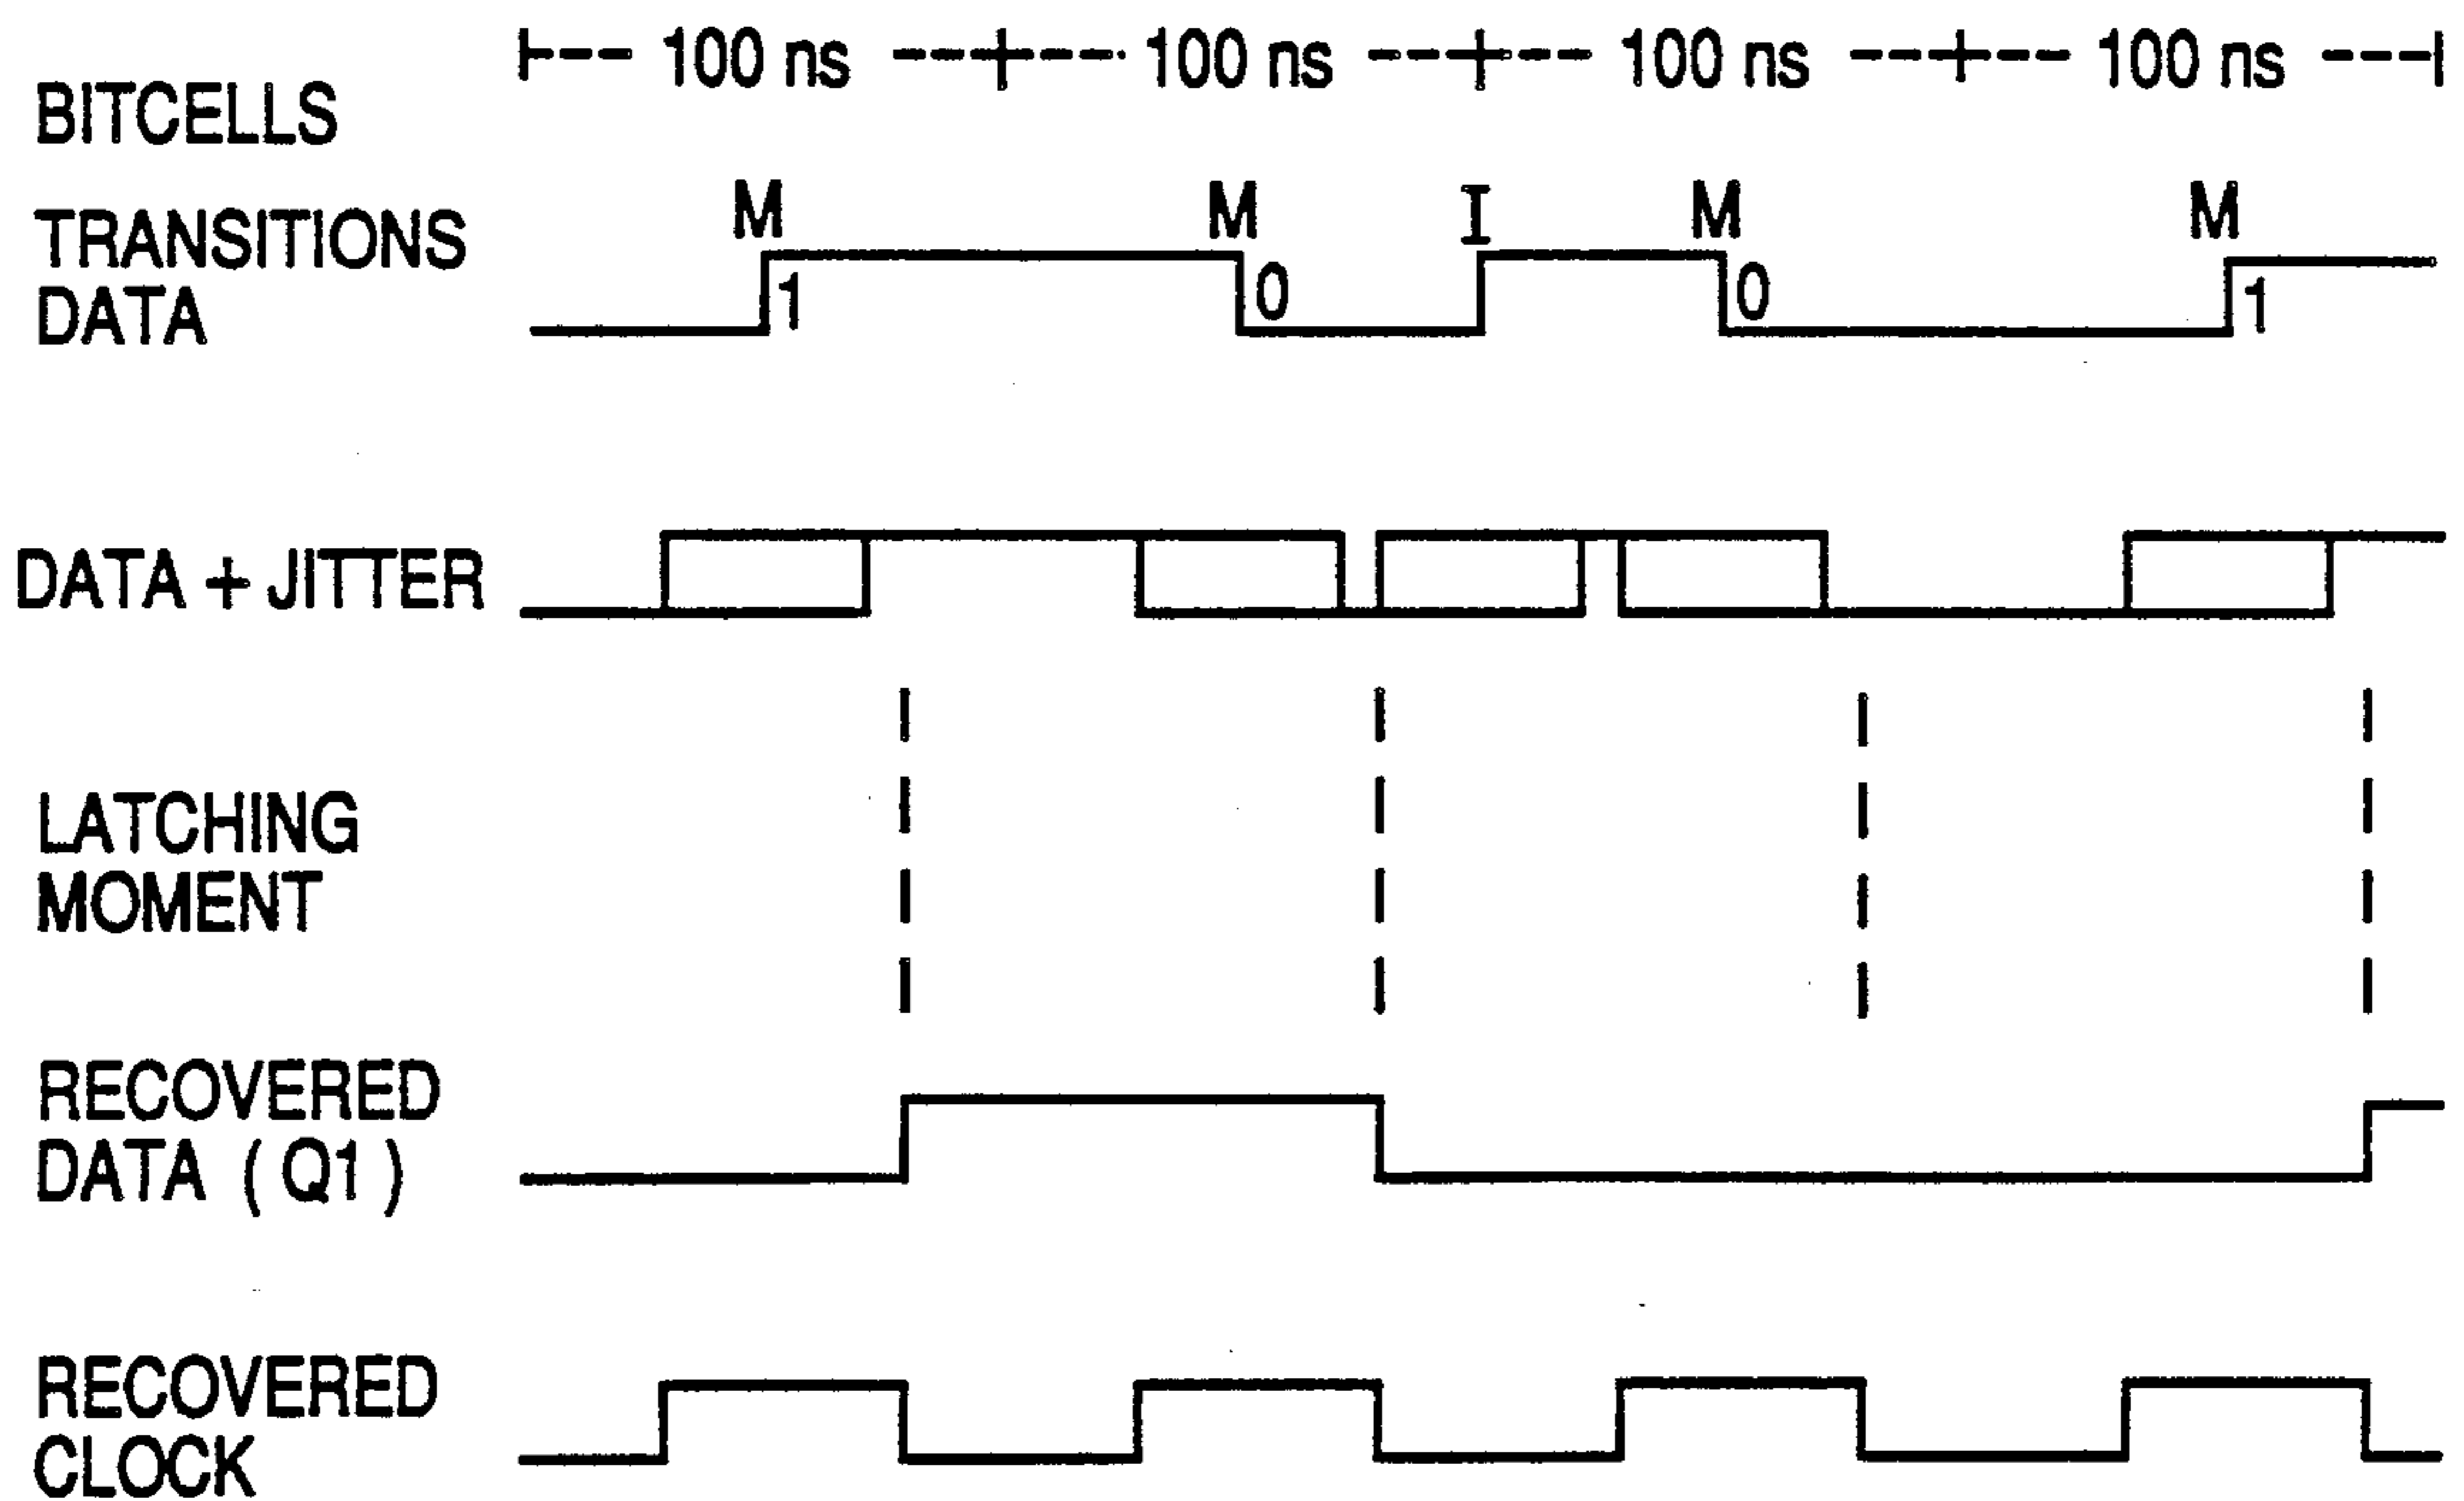 100 ns 100 ns 100 ns 100 ns
BITCELLS
M M I M M
TRANSITIONS
1 0 0 1
DATA
DATA + JITTER
LATCHING
MOMENT
RECOVERED
DATA ( Q1 )
RECOVERED
CLOCK